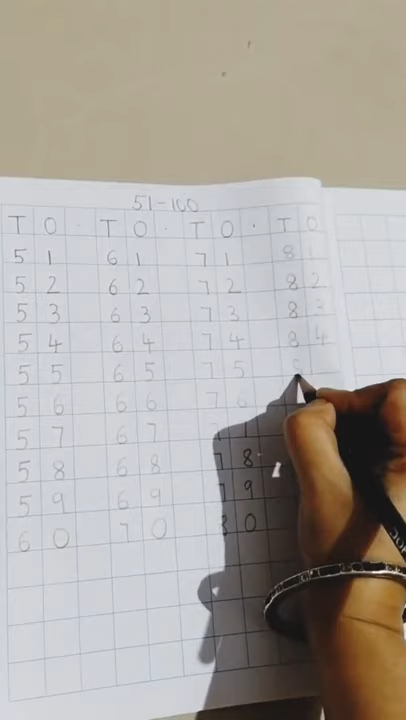 51-100
T O . T O . T O . T O
5 1 6 1 7 1 8 1
5 2 6 2 7 2 8 2
5 3 6 3 7 3 8 3
5 4 6 4 7 4 8 4
5 5 6 5 7 5
5 6 6 6 7 6
5 7 6 7
5 8 6 8 7 8
5 9 6 9 7 9
6 0 7 0 8 0